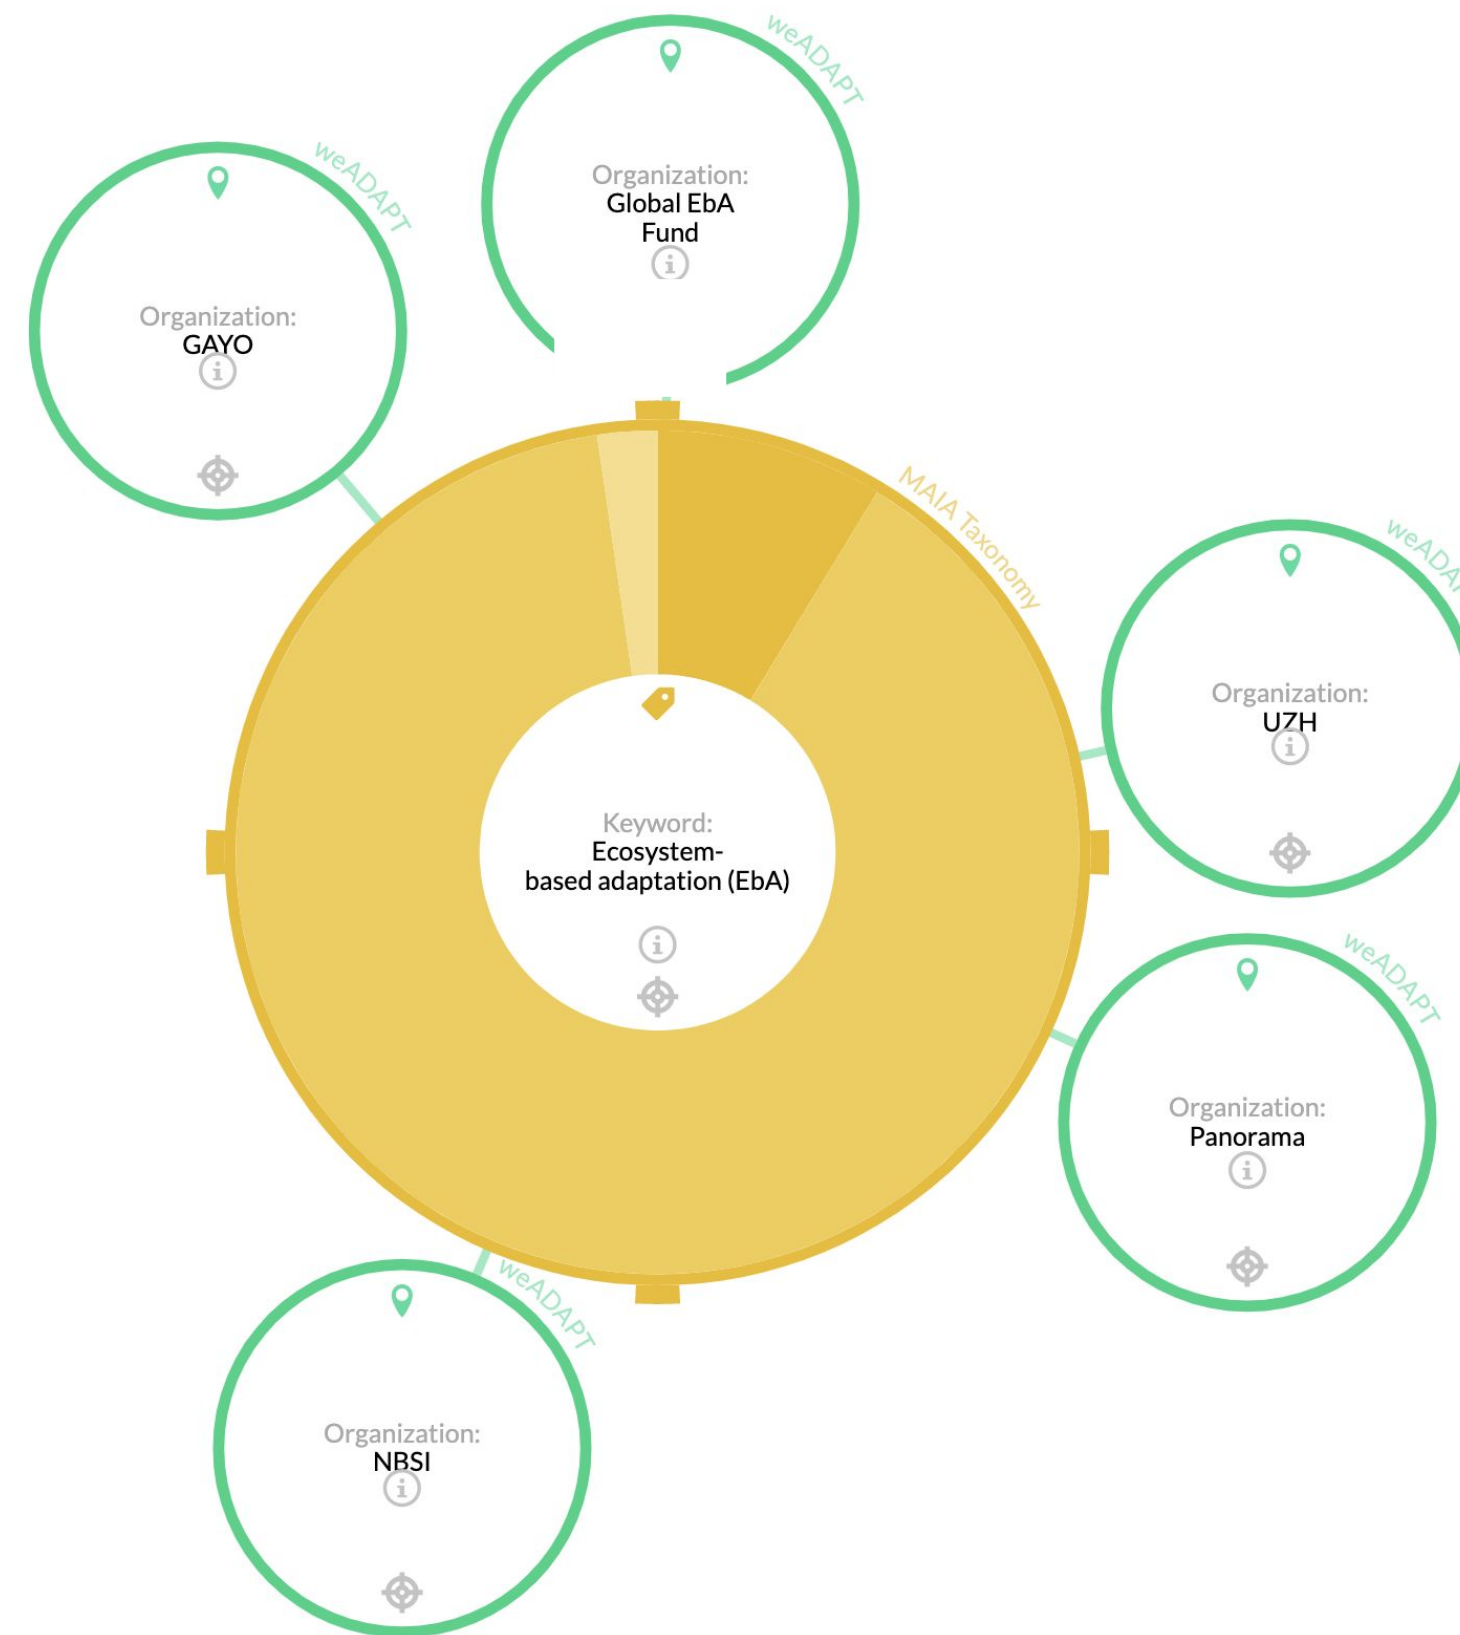 weADAPT
Organization:
Global EbA
Fund
weADAPT
Organization:
GAYO
MAIA Taxonomy
Organization:
UZH
Keyword:
Ecosystem-
based adaptation (EbA)
weADAPT
Organization:
Panorama
weADAPT
Organization:
NBSI